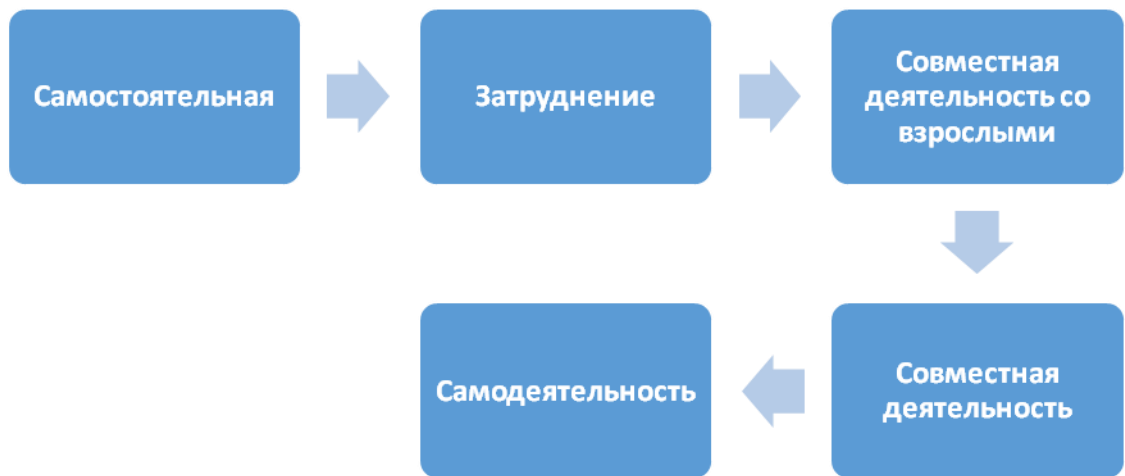 Самостоятельная
Затруднение
Совместная
деятельность со
взрослыми
Совместная
деятельность
Самодеятельность